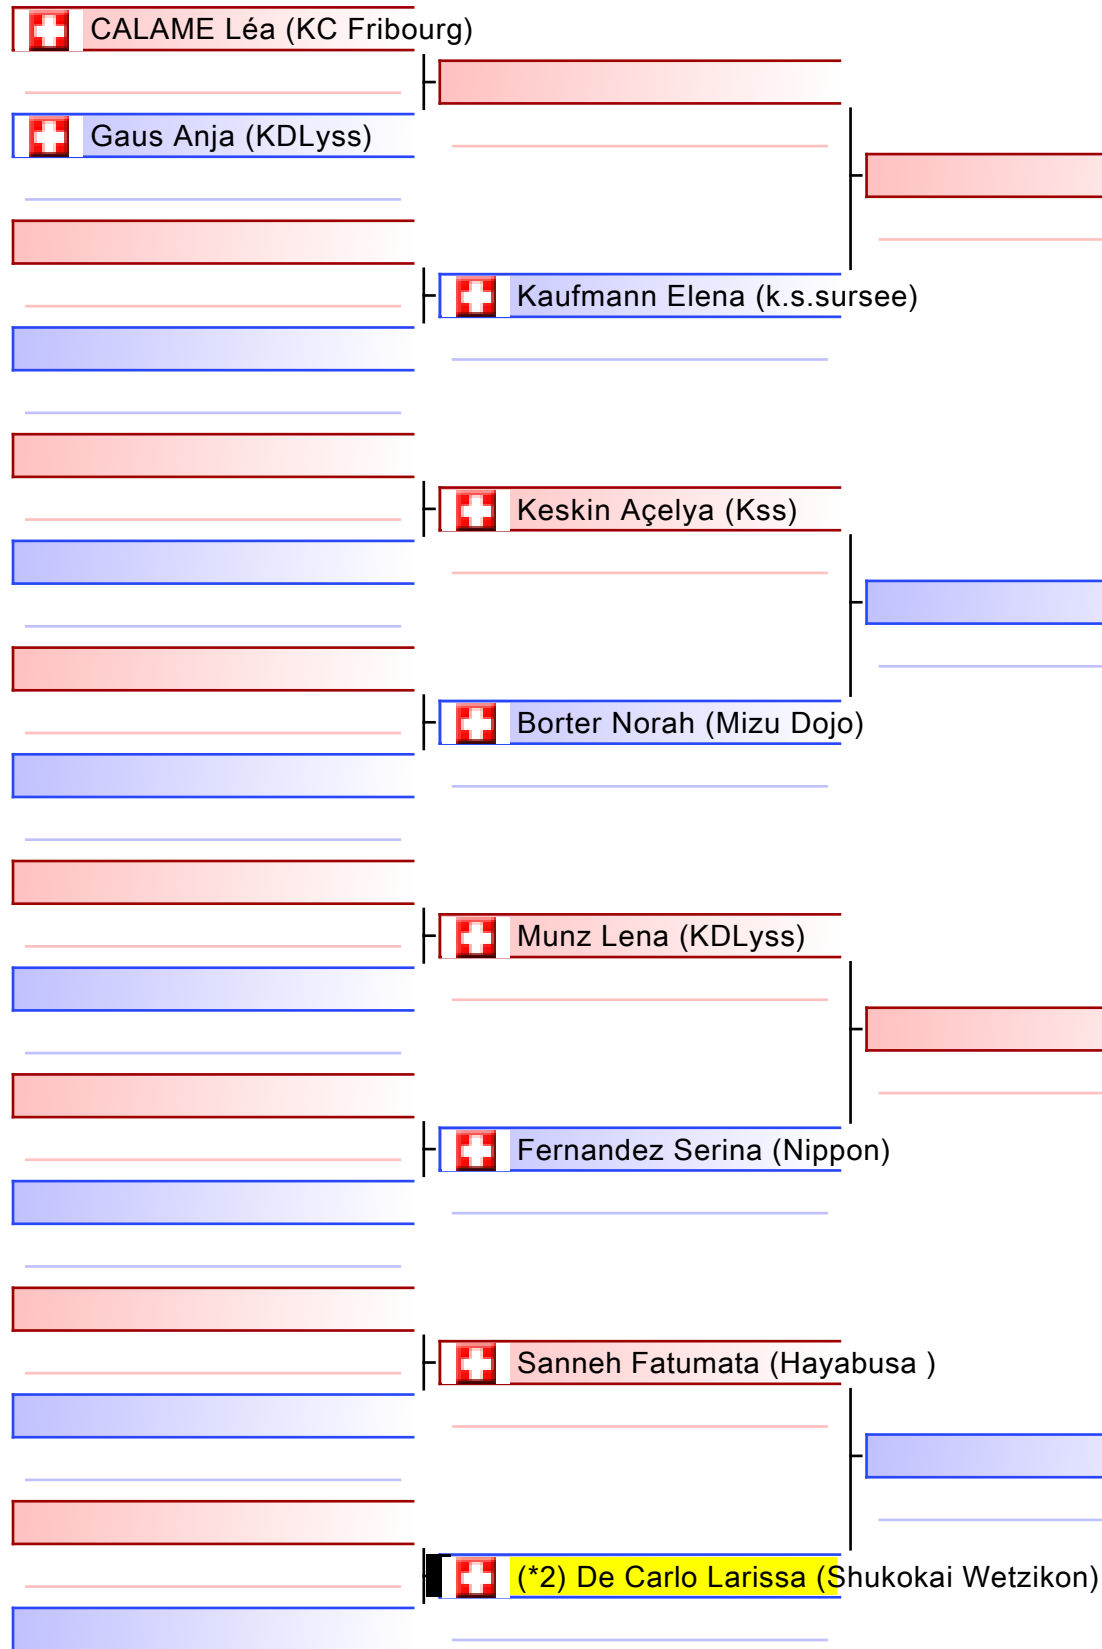 CALAME Léa (KC Fribourg)
Gaus Anja (KDLyss)
Kaufmann Elena (k.s.sursee)
Keskin Açelya (Kss)
Borter Norah (Mizu Dojo)
Munz Lena (KDLyss)
Fernandez Serina (Nippon)
Sanneh Fatumata (Hayabusa )
(*2) De Carlo Larissa (Shukokai Wetzikon)